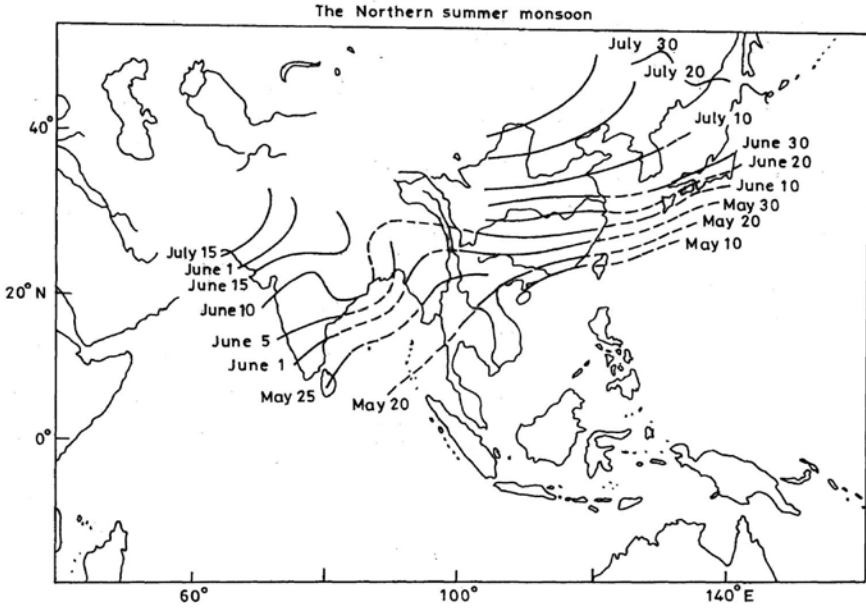 The Northern summer monsoon
July 30
July 20
July 10
June 30
June 20
June 10
May 30
May 20
May 10
July 15
June 1
June 15
June 10
June 5
June 1
May 25
May 20
40°
20°N
0°
60°
100°
140°E